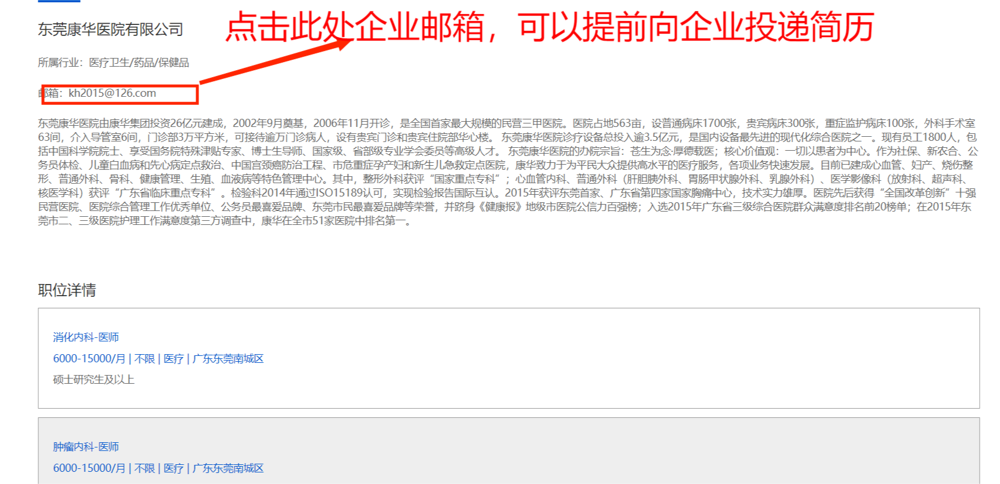 东莞康华医院有限公司
点击此处企业邮箱，可以提前向企业投递简历
所属行业：医疗卫生/药品/保健品
邮箱：kh2015@126.com
东莞康华医院由康华集团投资26亿元建成，2002年9月奠基，2006年11月开诊，是全国首家最大规模的民营三甲医院。医院占地563亩，设普通病床1700张，贵宾病床300张，重症监护病床100张，外科手术室
63间，介入导管室6间，门诊部3万平方米，可接待逾万门诊病人，设有贵宾门诊和贵宾住院部华心楼。 东莞康华医院诊疗设备总投入逾3.5亿元，是国内设备最先进的现代化综合医院之一。现有员工1800人，包
括中国科学院院士、享受国务院特殊津贴专家、博士生导师、国家级、省部级专业学会委员等高级人才。 东莞康华医院的办院宗旨：苍生为念·厚德载医；核心价值观：一切以患者为中心。作为社保、新农合、公
务员体检、儿童白血病和先心病定点救治、中国宫颈癌防治工程、市危重症孕产妇和新生儿急救定点医院，康华致力于为平民大众提供高水平的医疗服务，各项业务快速发展。目前已建成心血管、妇产、烧伤整
形、普通外科、骨科、健康管理、生殖、血液病等特色管理中心。其中，整形外科获评“国家重点专科”；心血管内科、普通外科（肝胆胰外科、胃肠甲状腺外科、乳腺外科）、医学影像科（放射科、超声科、
核医学科）获评“广东省临床重点专科”。检验科2014年通过ISO15189认可，实现检验报告国际互认。2015年获评东莞首家、广东省第四家国家胸痛中心，技术实力雄厚。医院先后获得“全国改革创新”十强
民营医院、医院综合管理工作优秀单位、公务员最喜爱品牌、东莞市民最喜爱品牌等荣誉，并跻身《健康报》地级市医院公信力百强榜；入选2015年广东省三级综合医院群众满意度排名前20榜单；在2015年东
莞市二、三级医院护理工作满意度第三方调查中，康华在全市51家医院中排名第一。
职位详情
消化内科-医师
6000-15000/月 | 不限 | 医疗 | 广东东莞南城区
硕士研究生及以上
肿瘤内科-医师
6000-15000/月 | 不限 | 医疗 | 广东东莞南城区